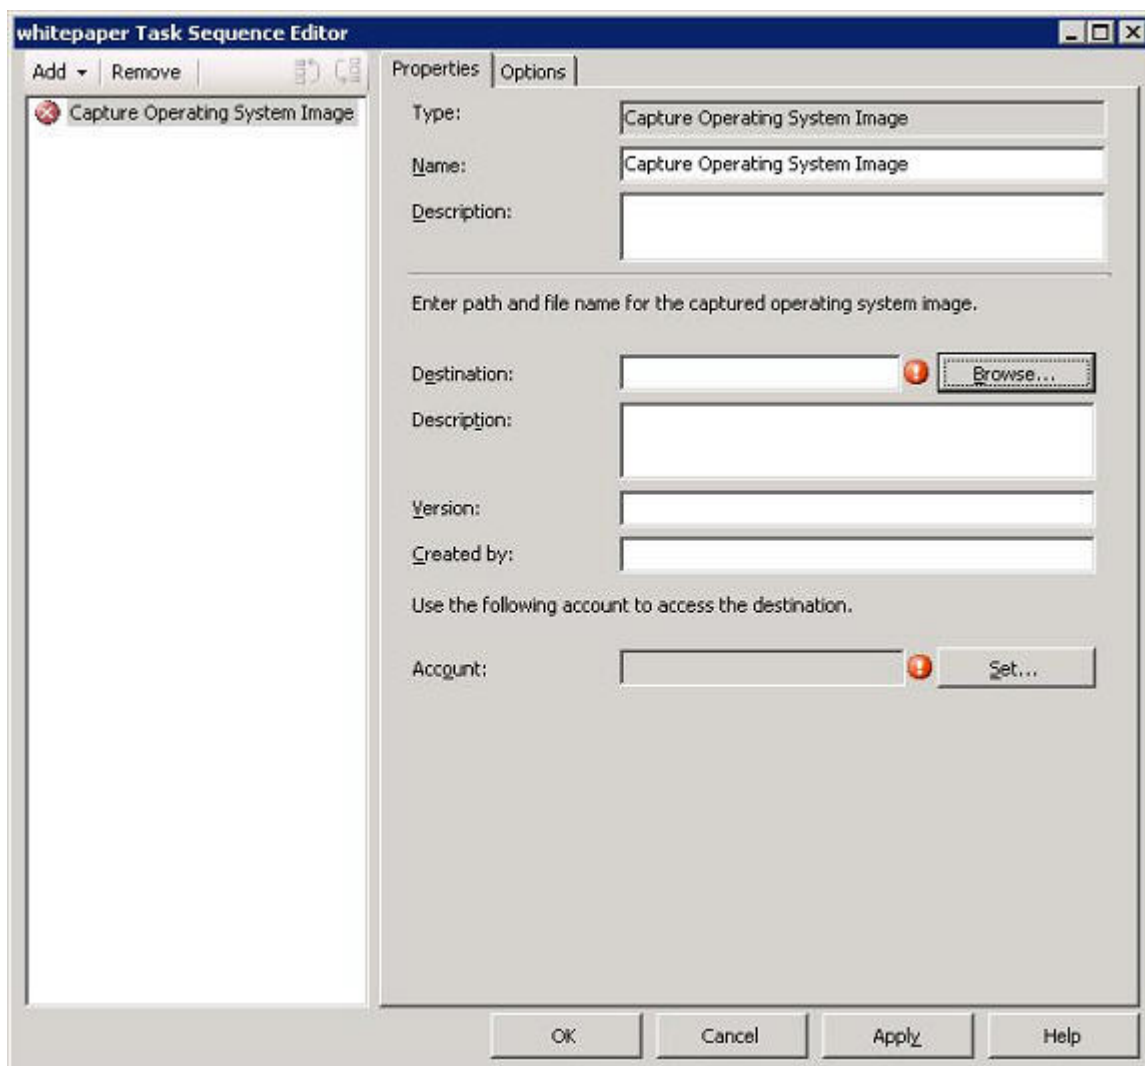 whitepaper Task Sequence Editor
Add Remove
Capture Operating System Image
Properties Options
Type: Capture Operating System Image
Name: Capture Operating System Image
Description:
Enter path and file name for the captured operating system image.
Destination: Browse...
Description:
Version:
Created by:
Use the following account to access the destination.
Account: Set...
OK Cancel Apply Help